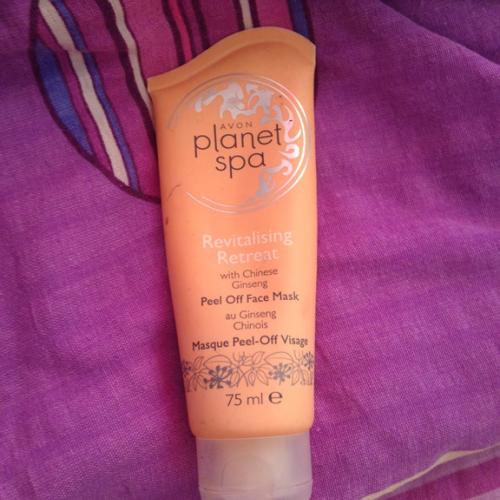 AVON
planet
spa
Revitalising
Retreat
with Chinese
Ginseng
Peel Off Face Mask
au Ginseng
Chinois
Masque Peel-Off Visage
75 ml e